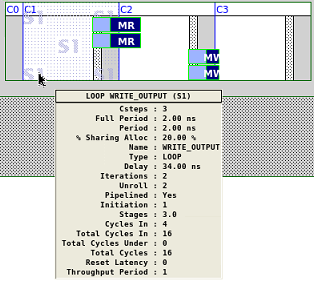 C0 C1 C2 C3
S1 S1
MR
MR
S1
MV
S1 S1 MV
LOOP WRITE_OUTPUT (S1)
Csteps : 3
Full Period : 2.00 ns
Period : 2.00 ns
% Sharing Alloc : 20.00 %
Name : WRITE_OUTPUT
Type : LOOP
Delay : 34.00 ns
Iterations : 2
Unroll : 2
Pipelined : Yes
Initiation : 1
Stages : 3.0
Cycles In : 4
Total Cycles In : 16
Total Cycles Under : 0
Total Cycles : 16
Reset Latency : 0
Throughput Period : 1